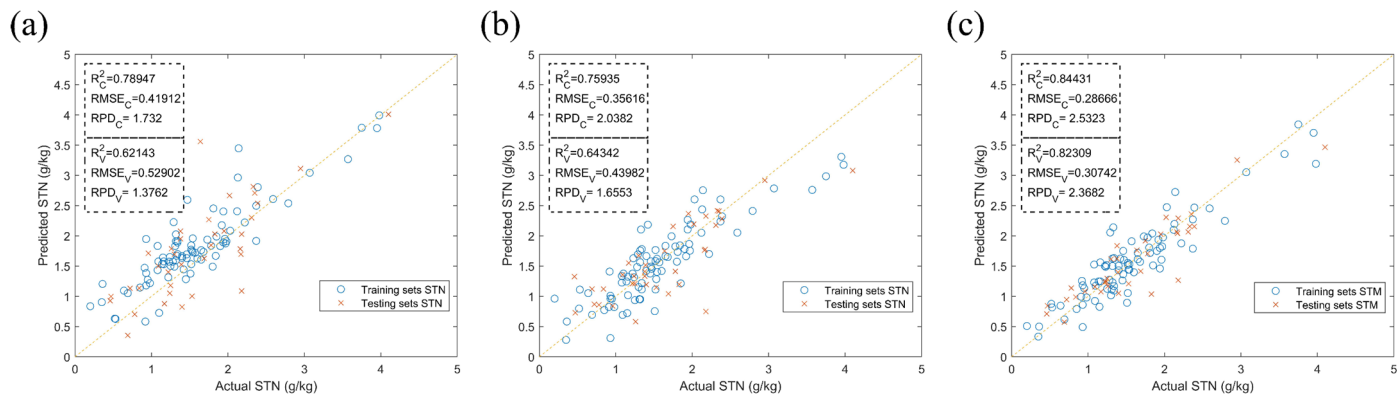 (a)
5
4.5
4
3.5
3
2.5
2
1.5
1
0.5
0
Predicted STN (g/kg)
R²C=0.78947
RMSEC=0.41912
RPDC= 1.732
R²V=0.62143
RMSEV=0.52902
RPDV= 1.3762
Training sets STN
Testing sets STN
0 1 2 3 4 5
Actual STN (g/kg)
(b)
5
4.5
4
3.5
3
2.5
2
1.5
1
0.5
0
Predicted STN (g/kg)
R²C=0.75935
RMSEC=0.35616
RPDC= 2.0382
R²V=0.64342
RMSEV=0.43982
RPDV= 1.6553
Training sets STN
Testing sets STN
0 1 2 3 4 5
Actual STN (g/kg)
(c)
5
4.5
4
3.5
3
2.5
2
1.5
1
0.5
0
Predicted STN (g/kg)
R²C=0.84431
RMSEC=0.28666
RPDC= 2.5323
R²V=0.82309
RMSEV=0.30742
RPDV= 2.3682
Training sets STM
Testing sets STM
0 1 2 3 4 5
Actual STN (g/kg)